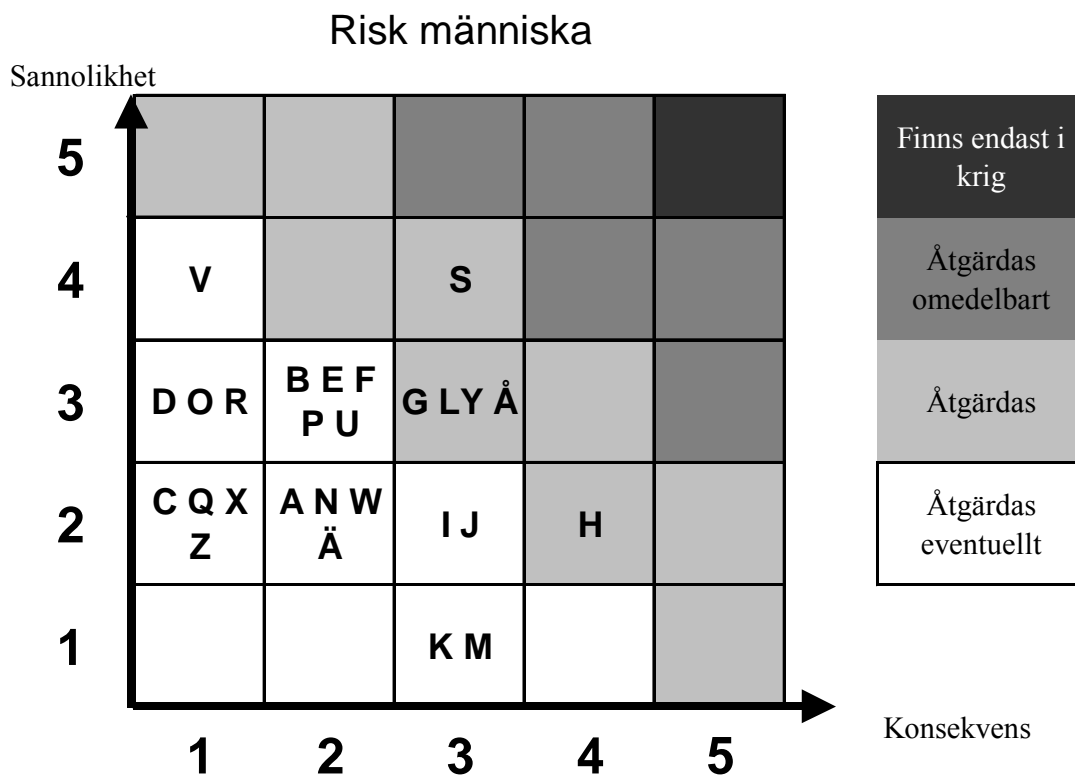 Risk människa
Sannolikhet
5
Finns endast i
krig
4
V
S
Åtgärdas
omedelbart
3
D O R
B E F
P U
G LY Å
Åtgärdas
2
C Q X
Z
A N W
Ä
I J
H
Åtgärdas
eventuellt
1
K M
1
2
3
4
5
Konsekvens